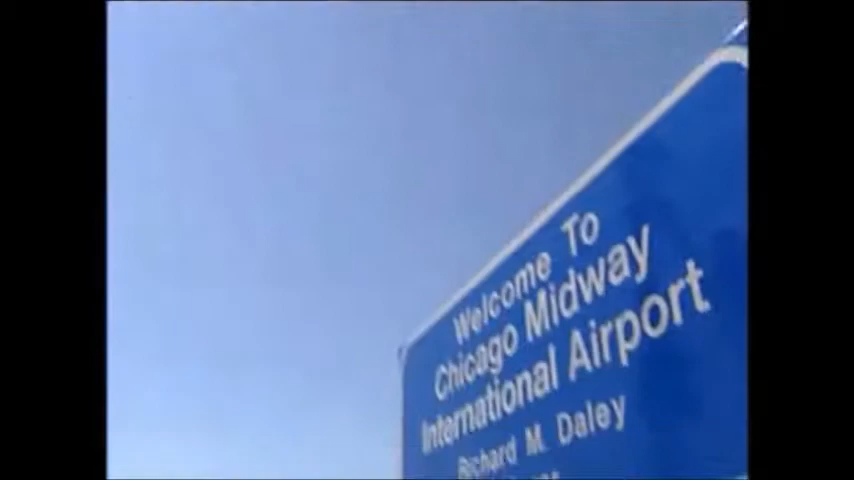 Welcome To
Chicago Midway
International Airport
Richard M. Daley